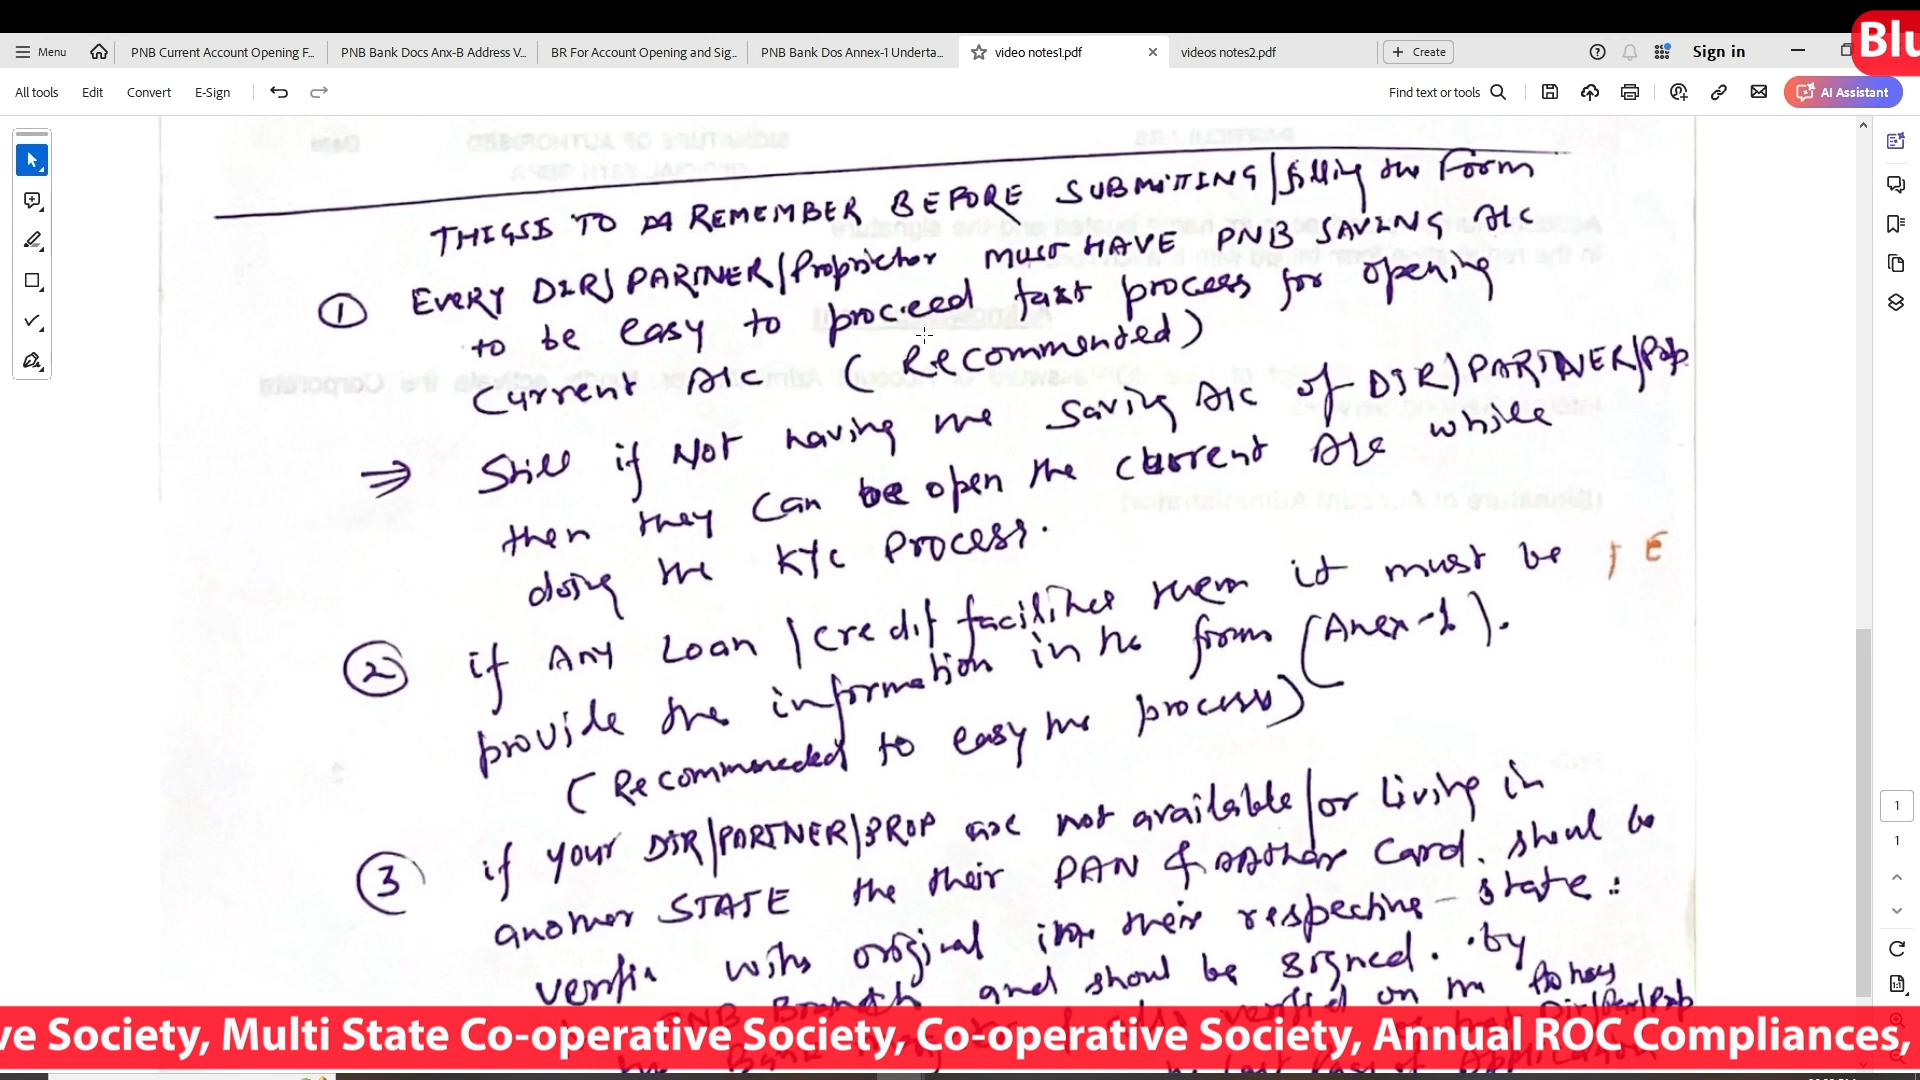 Blu
Menu
PNB Current Account Opening F...
PNB Bank Docs Anx-B Address V...
BR For Account Opening and Sig...
PNB Bank Dos Annex-1 Underta...
video notes1.pdf
videos notes2.pdf
Create
Sign in
All tools
Edit
Convert
E-Sign
Find text or tools
AI Assistant
THIGSS TO REMEMBER BEFORE SUBMITTING/filling the Form
① EVERY DIR/PARTNER/Proprietor must HAVE PNB SAVING A/C
to be easy to proceed fast process for opening
Current A/C (Recommended)
⇒ Still if Not having the Saving A/C of DIR/PARTNER/Prop
then they can be open the current A/c while
doing the KYC Process.
② if ANY Loan/credit facilities them it must be
provide the information in the form (Anex-1).
(Recommended to easy the process)
③ if your DIR/PARTNER/PROP are not available/or Living in
another STATE the their PAN & AAdhar Card. should be
with original in their respective state
PNB Branch and should be signed. by
verified on
1
1
ve Society, Multi State Co-operative Society, Co-operative Society, Annual ROC Compliances,